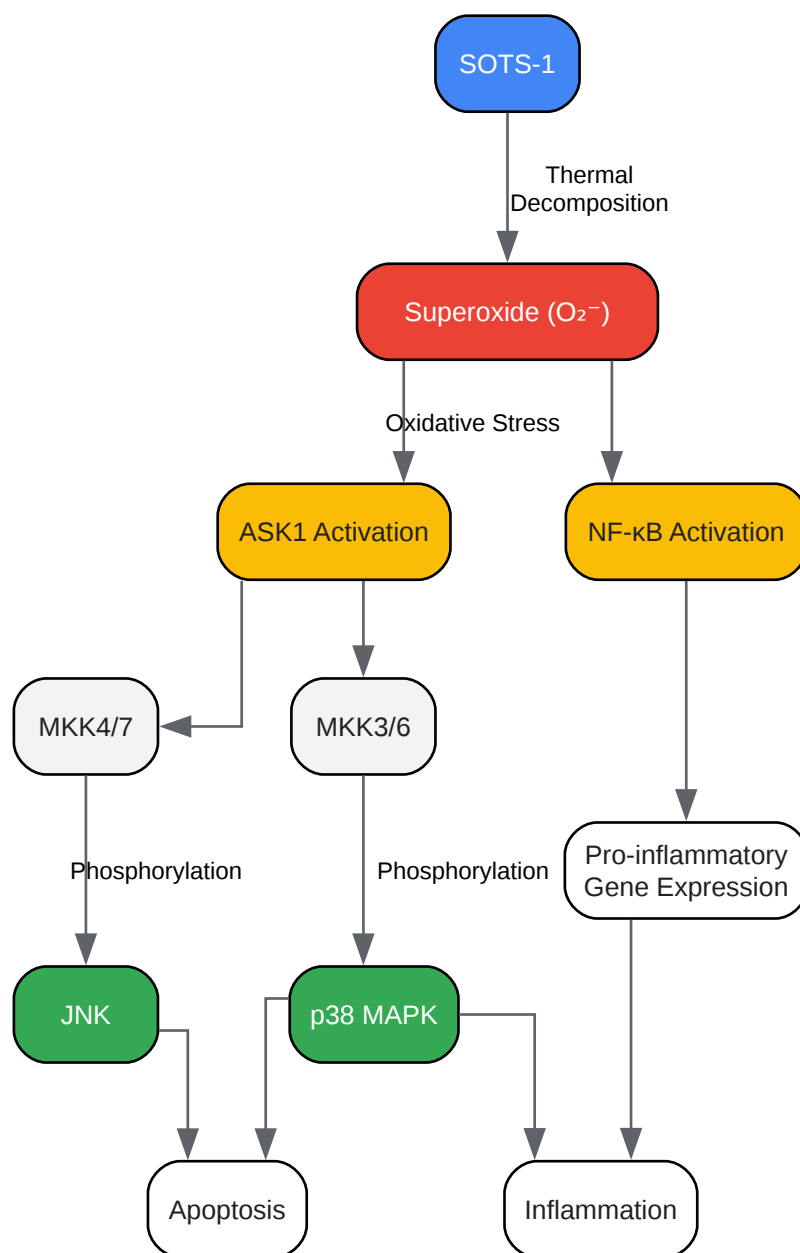 SOTS-1
Thermal
Decomposition
Superoxide (O₂⁻)
Oxidative Stress
ASK1 Activation
NF-κB Activation
MKK4/7
MKK3/6
Pro-inflammatory
Gene Expression
Phosphorylation
Phosphorylation
JNK
p38 MAPK
Apoptosis
Inflammation